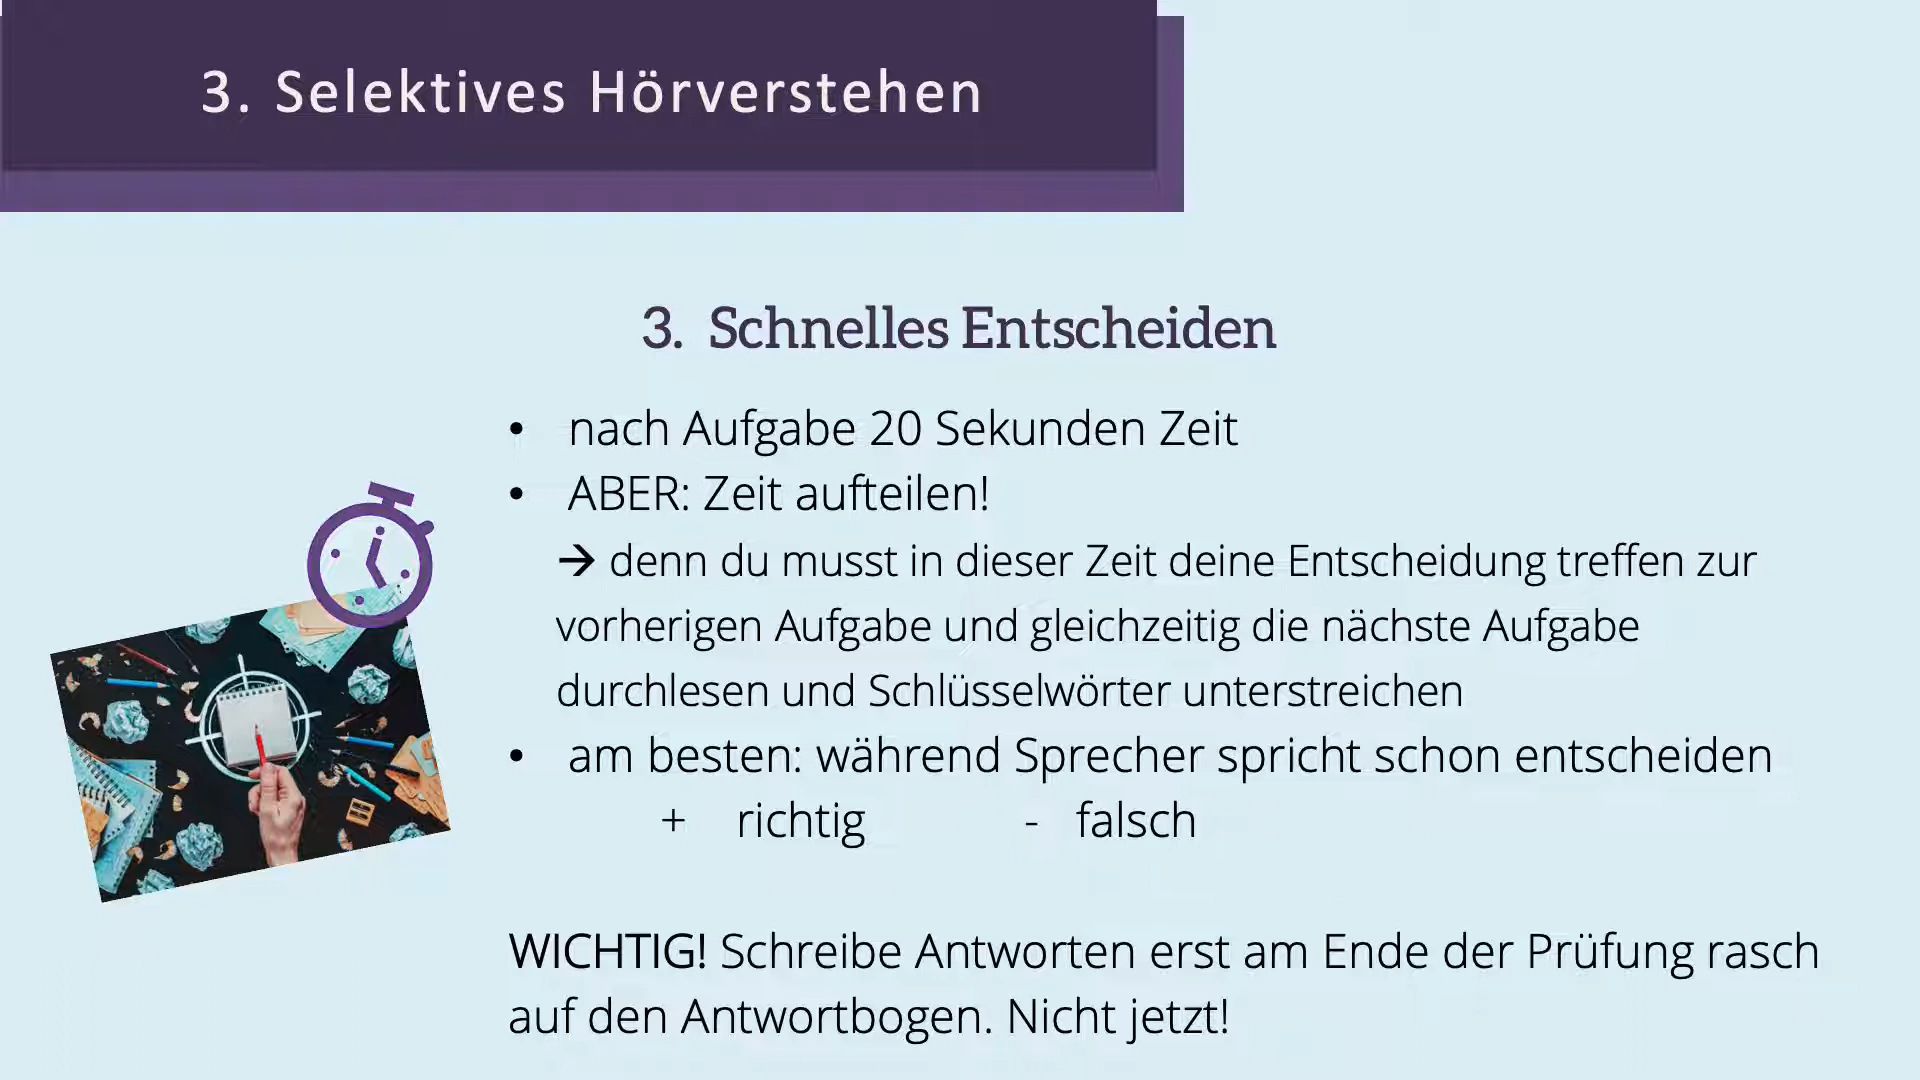 3. Selektives Hörverstehen
3. Schnelles Entscheiden
• nach Aufgabe 20 Sekunden Zeit
• ABER: Zeit aufteilen!
→ denn du musst in dieser Zeit deine Entscheidung treffen zur
vorherigen Aufgabe und gleichzeitig die nächste Aufgabe
durchlesen und Schlüsselwörter unterstreichen
• am besten: während Sprecher spricht schon entscheiden
+ richtig - falsch
WICHTIG! Schreibe Antworten erst am Ende der Prüfung rasch
auf den Antwortbogen. Nicht jetzt!